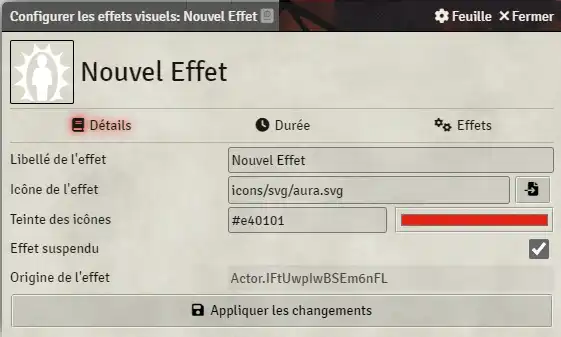 Configurer les effets visuels: Nouvel Effet Feuille Fermer
Nouvel Effet
Détails Durée Effets
Libellé de l'effet Nouvel Effet
Icône de l'effet icons/svg/aura.svg
Teinte des icônes #e40101
Effet suspendu
Origine de l'effet Actor.IFtUwpIwBSEm6nFL
Appliquer les changements